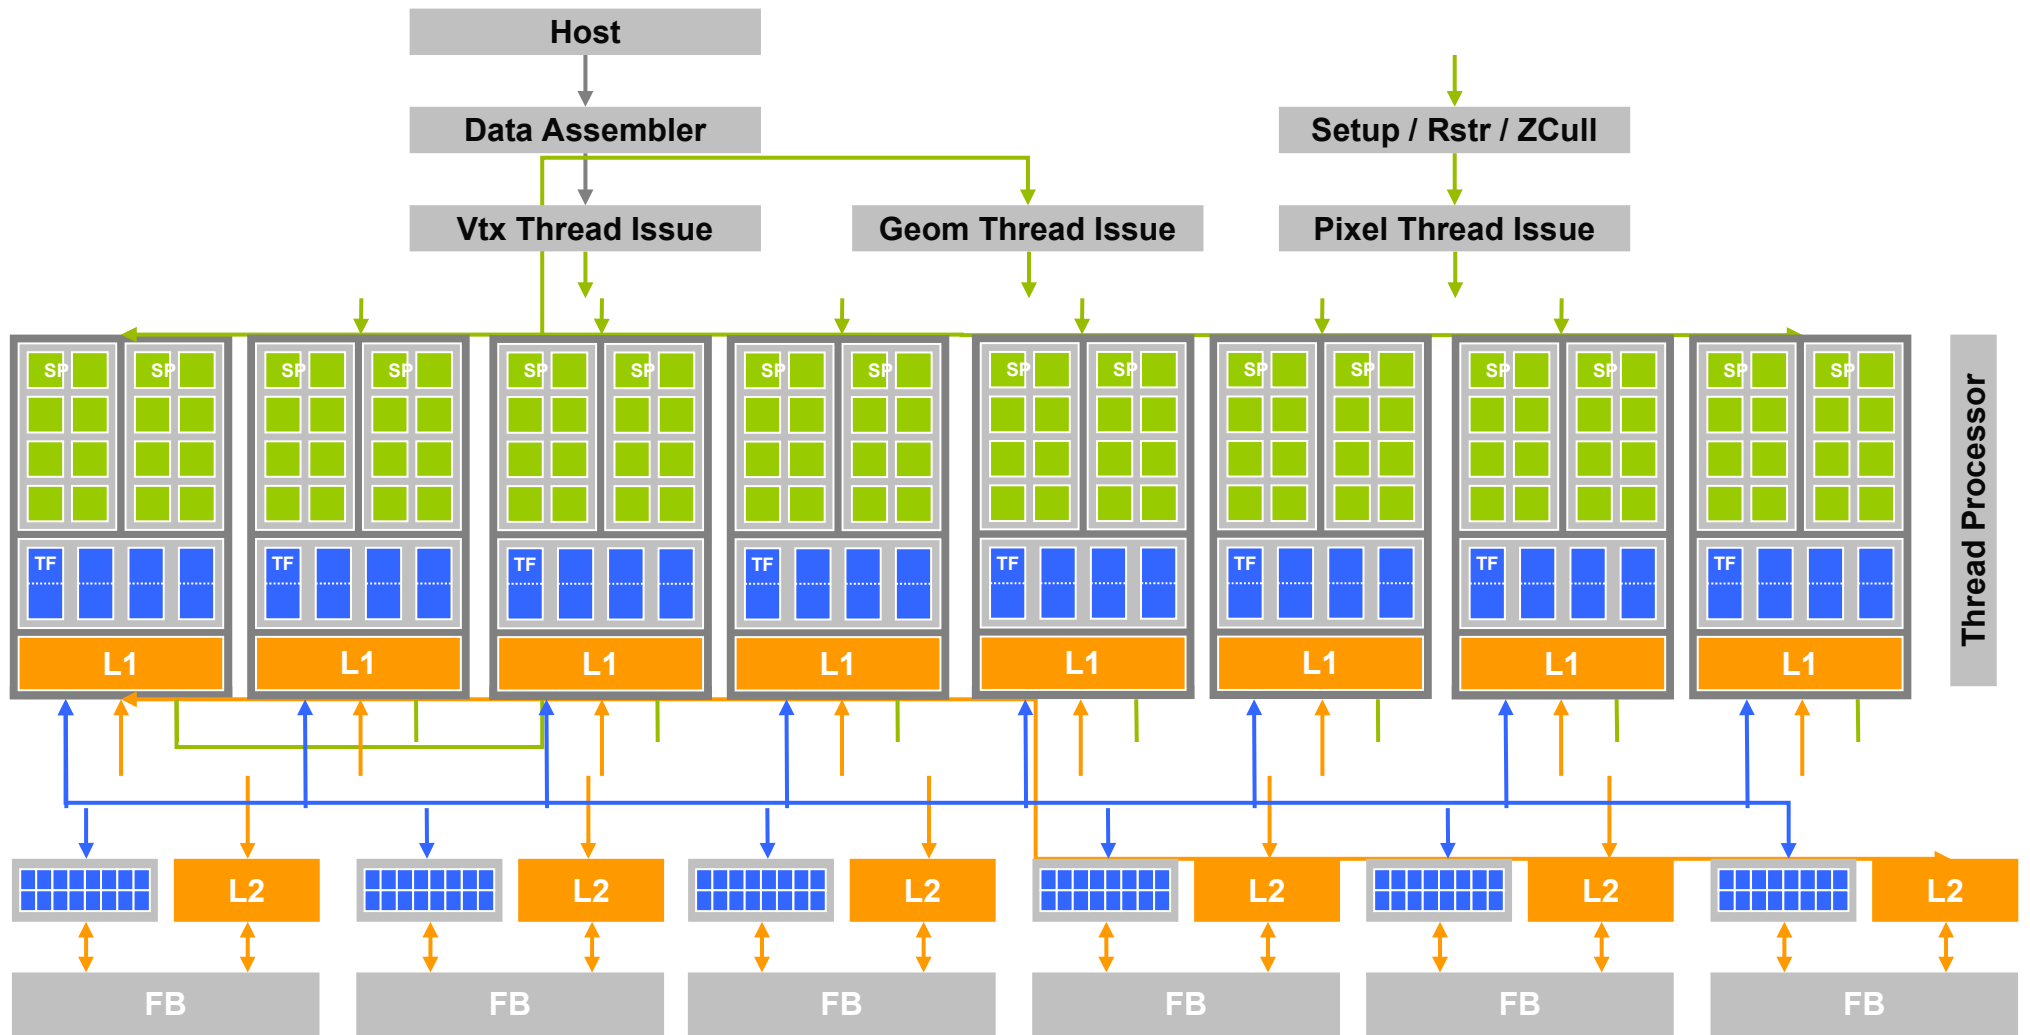 Host
Data Assembler
Setup / Rstr / ZCull
Vtx Thread Issue
Geom Thread Issue
Pixel Thread Issue
SP SP SP SP SP SP SP SP SP SP SP SP SP SP SP SP
TF TF TF TF TF TF TF TF
L1 L1 L1 L1 L1 L1 L1 L1
Thread Processor
L2 L2 L2 L2 L2 L2
FB FB FB FB FB FB